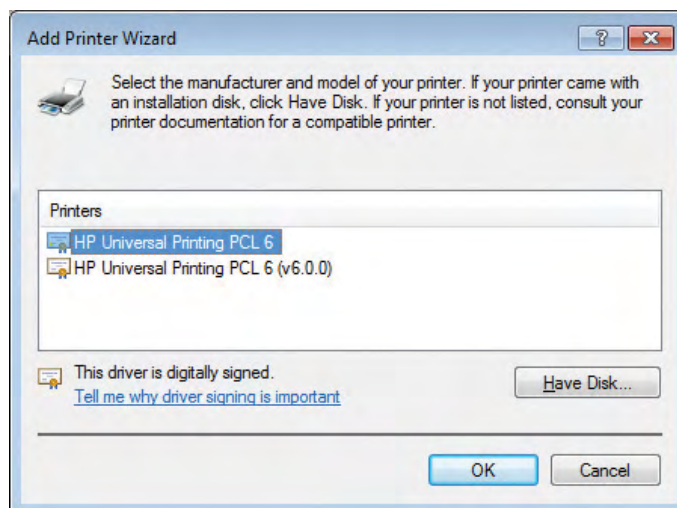 Add Printer Wizard
Select the manufacturer and model of your printer. If your printer came with
an installation disk, click Have Disk. If your printer is not listed, consult your
printer documentation for a compatible printer.
Printers
HP Universal Printing PCL 6
HP Universal Printing PCL 6 (v6.0.0)
This driver is digitally signed.
Tell me why driver signing is important
Have Disk...
OK
Cancel